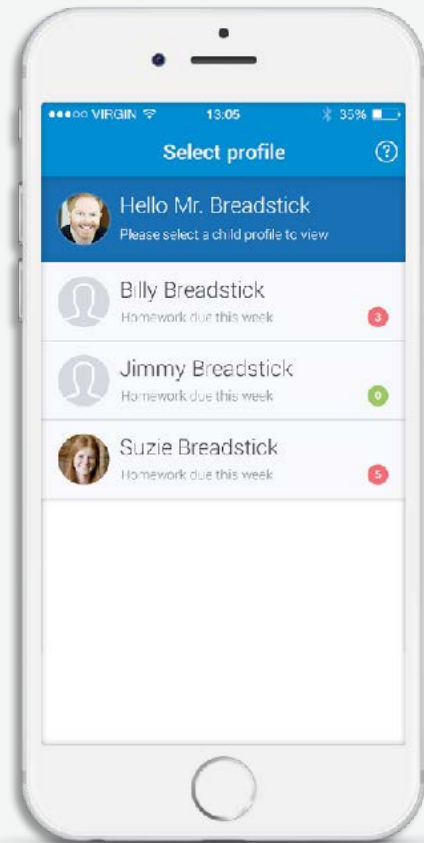 VIRGIN 13:05 35%
Select profile ?
Hello Mr. Breadstick
Please select a child profile to view
Billy Breadstick
Homework due this week 3
Jimmy Breadstick
Homework due this week 0
Suzie Breadstick
Homework due this week 5